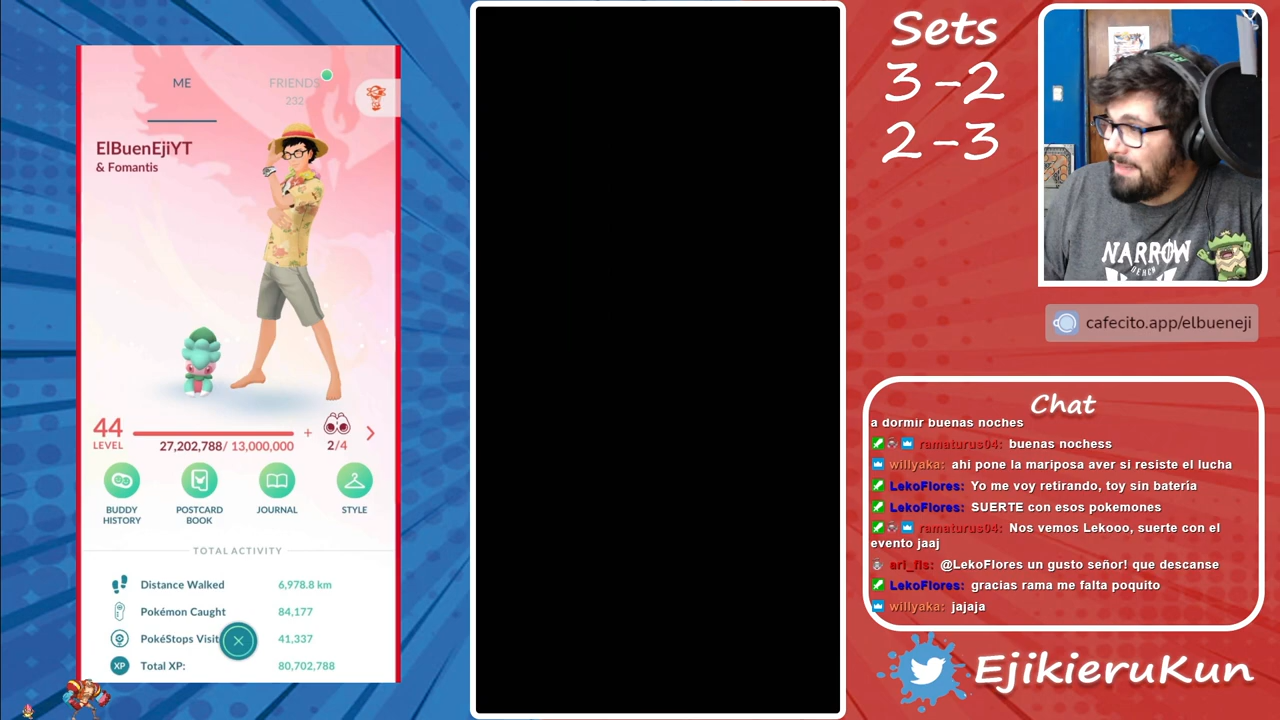 ME
FRIENDS
232
ElBuenEjiYT
& Fomantis
44
LEVEL
27,202,788/ 13,000,000
+
2/4
BUDDY
HISTORY
POSTCARD
BOOK
JOURNAL
STYLE
TOTAL ACTIVITY
Distance Walked 6,978.8 km
Pokémon Caught 84,177
PokéStops Visit 41,337
XP Total XP: 80,702,788
Sets
3-2
2-3
NARROW
cafecito.app/elbueneji
Chat
a dormir buenas noches
ramaturus04: buenas nochess
willyaka: ahi pone la mariposa aver si resiste el lucha
LekoFlores: Yo me voy retirando, toy sin batería
LekoFlores: SUERTE con esos pokemones
ramaturus04: Nos vemos Lekooo, suerte con el
evento jaaj
ari_fls: @LekoFlores un gusto señor! que descanse
LekoFlores: gracias rama me falta poquito
willyaka: jajaja
EjikieruKun